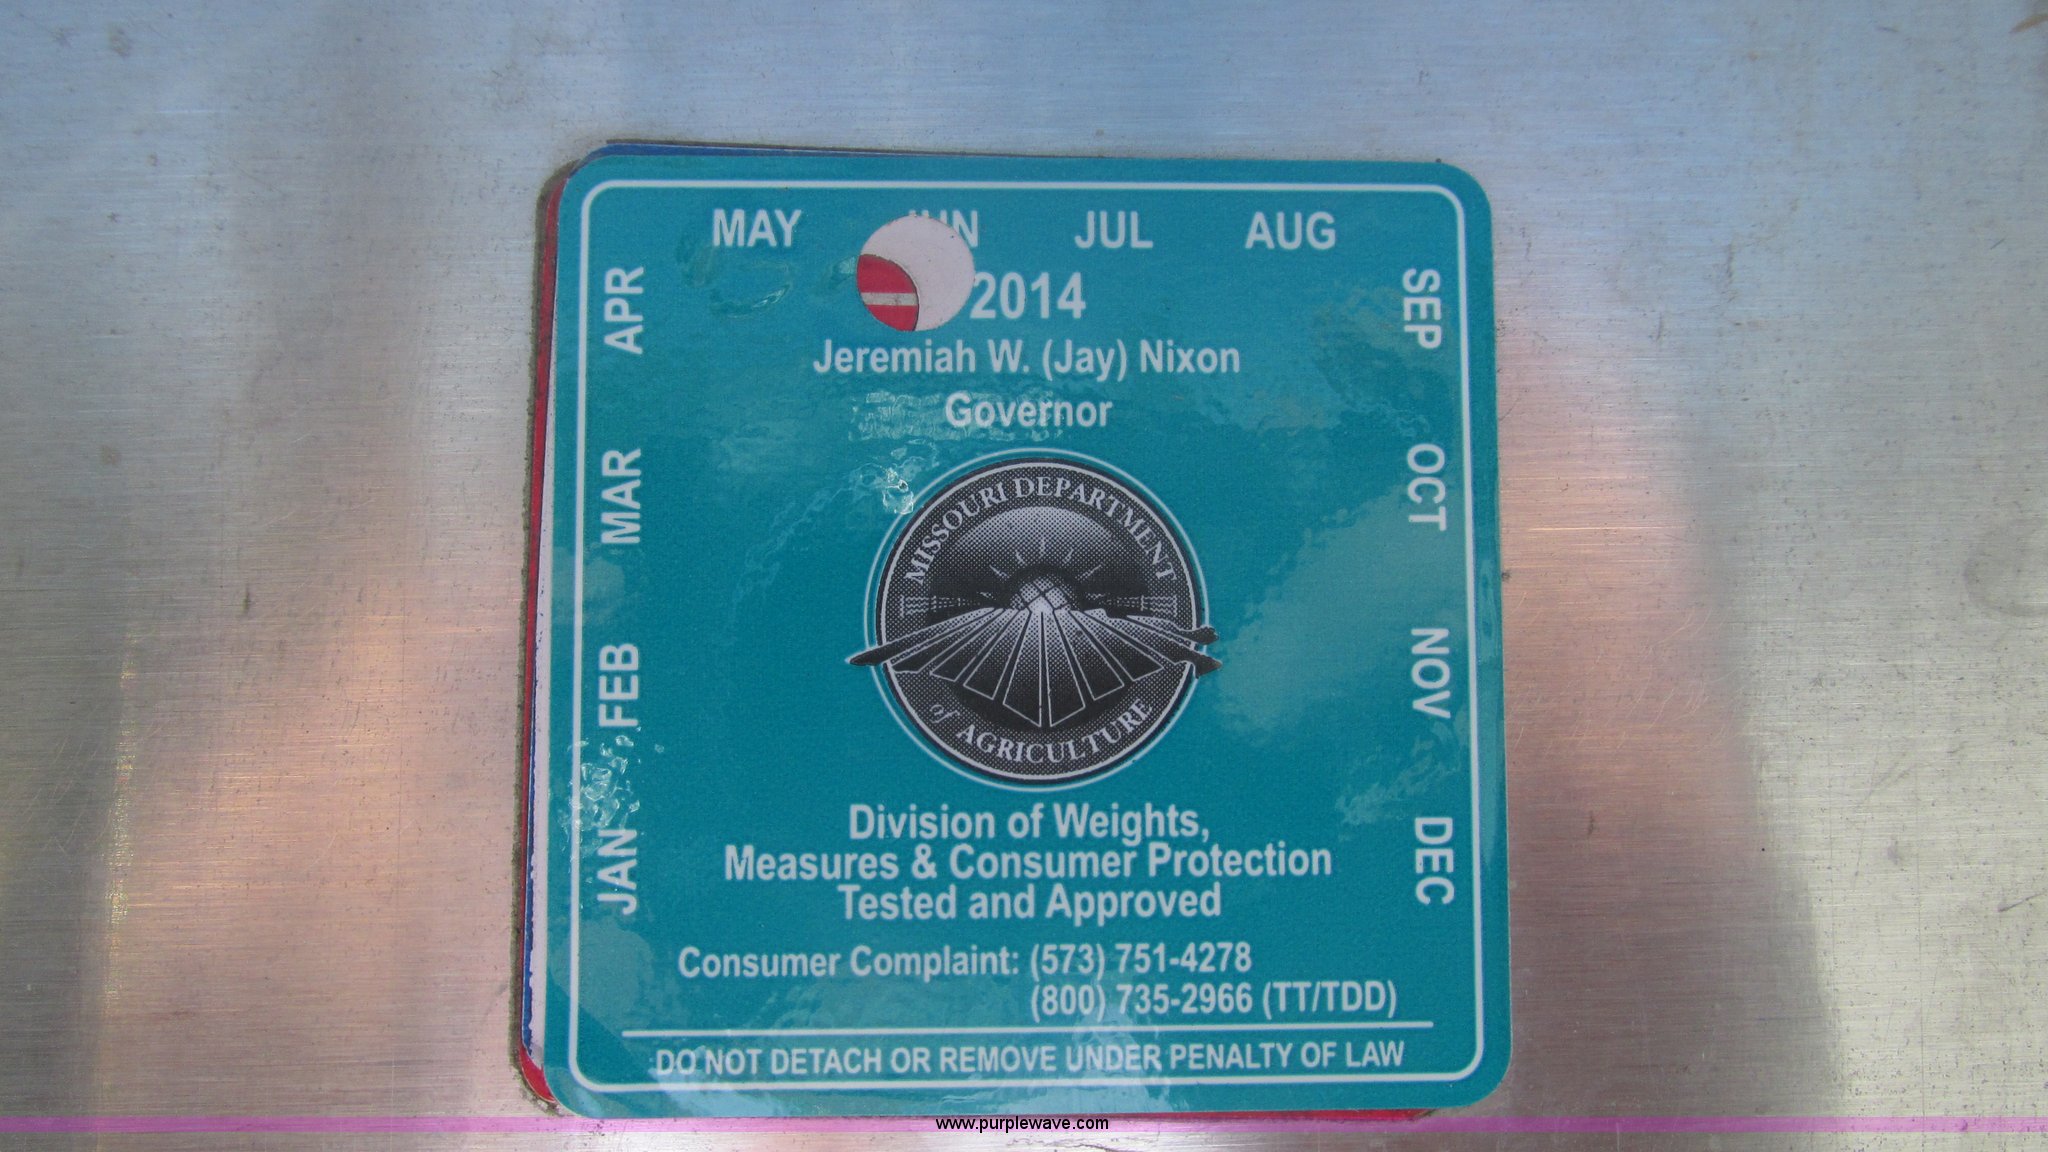 MAY JUN JUL AUG
APR
MAR
FEB
JAN
SEP
OCT
NOV
DEC
2014
Jeremiah W. (Jay) Nixon
Governor
MISSOURI DEPARTMENT
of AGRICULTURE
Division of Weights,
Measures & Consumer Protection
Tested and Approved
Consumer Complaint: (573) 751-4278
(800) 735-2966 (TT/TDD)
DO NOT DETACH OR REMOVE UNDER PENALTY OF LAW
www.purplewave.com